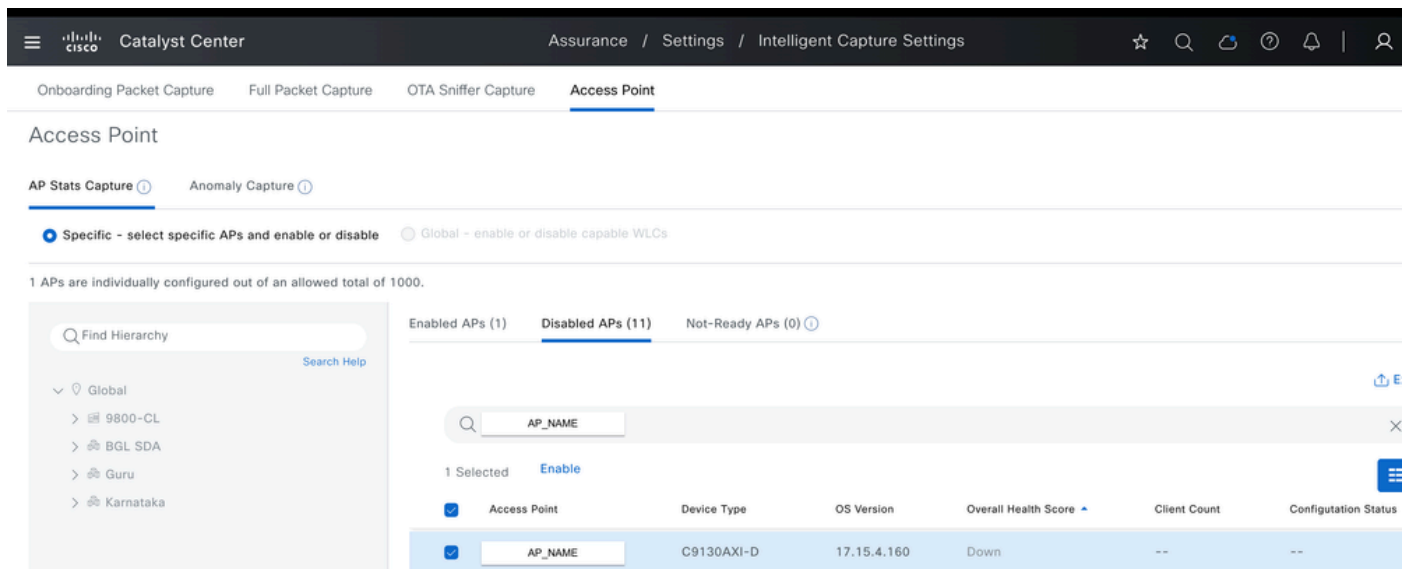 cisco Catalyst Center Assurance / Settings / Intelligent Capture Settings
Onboarding Packet Capture Full Packet Capture OTA Sniffer Capture Access Point
Access Point
AP Stats Capture Anomaly Capture
Specific - select specific APs and enable or disable Global - enable or disable capable WLCs
1 APs are individually configured out of an allowed total of 1000.
Find Hierarchy
Search Help
Global
9800-CL
BGL SDA
Guru
Karnataka
Enabled APs (1) Disabled APs (11) Not-Ready APs (0)
E
AP_NAME
1 Selected Enable
Access Point Device Type OS Version Overall Health Score Client Count Configutation Status
AP_NAME C9130AXI-D 17.15.4.160 Down -- --